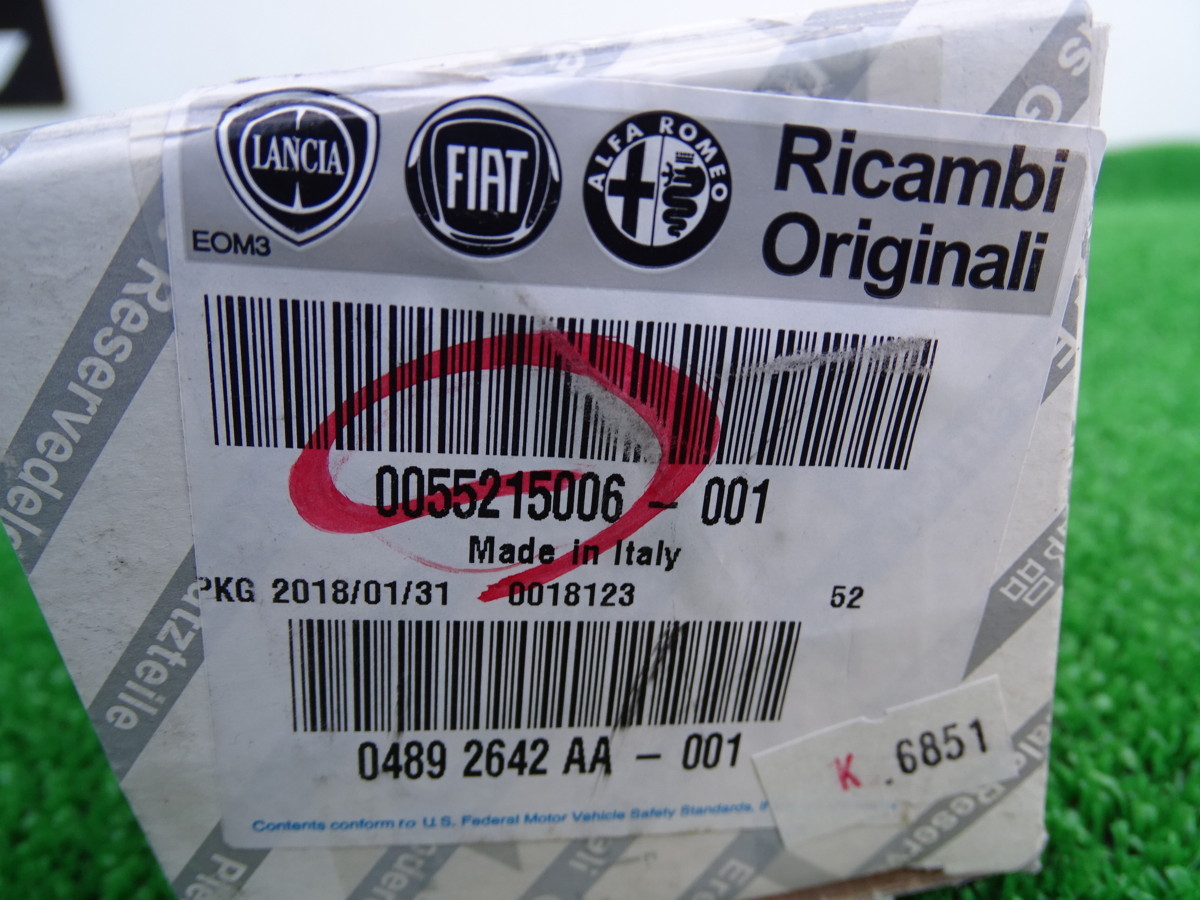 LANCIA
FIAT
ALFA ROMEO
Ricambi
Originali
EOM3
0055215006 - 001
Made in Italy
PKG 2018/01/31 0018123 52
0489 2642 AA - 001
K .6851
Contents conform to U.S. Federal Motor Vehicle Safety Standards,
Reservedele